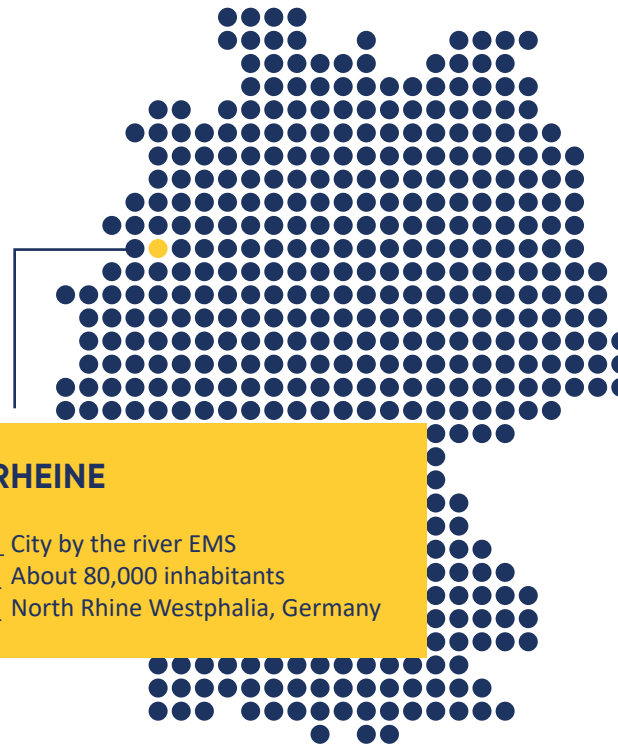 RHEINE
_ City by the river EMS
_ About 80,000 inhabitants
_ North Rhine Westphalia, Germany